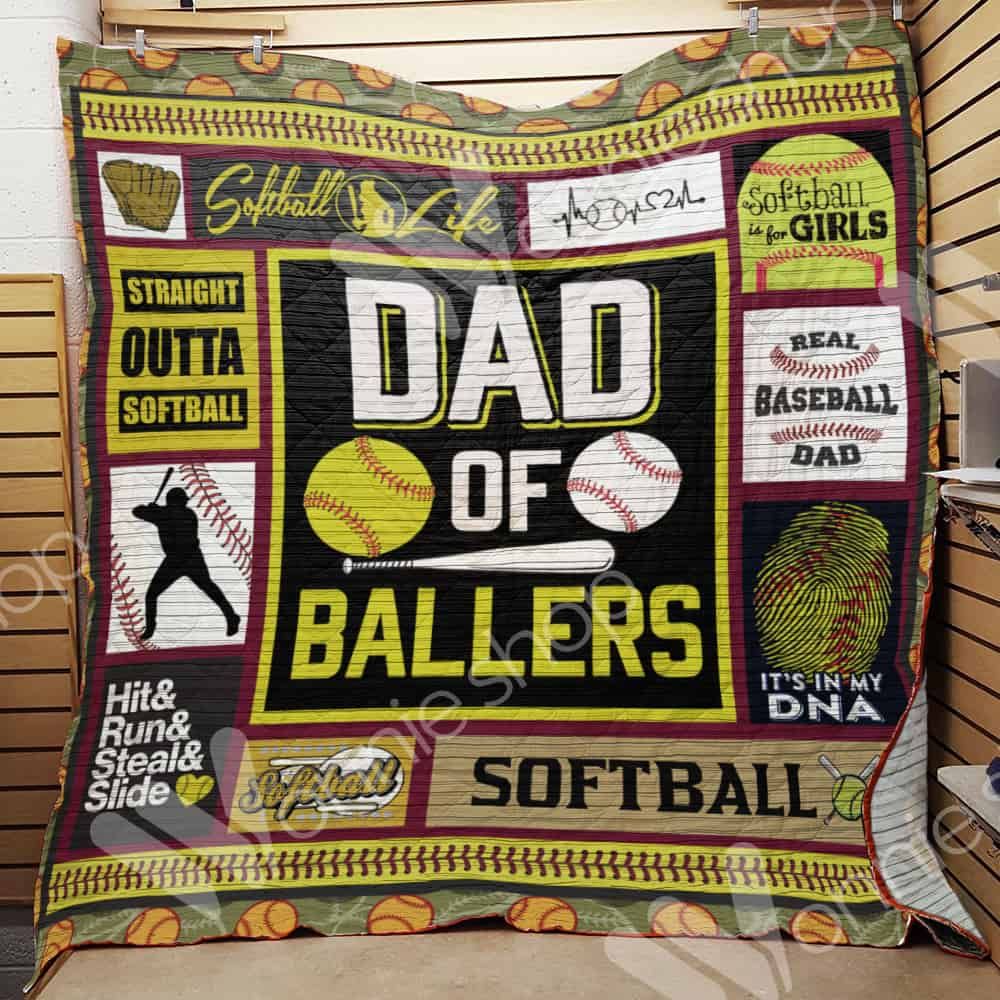 Softball Life
Softball
is for GIRLS
STRAIGHT
OUTTA
SOFTBALL
DAD
OF
BALLERS
REAL
BASEBALL
DAD
IT'S IN MY
DNA
Hit&
Run&
Steal&
Slide
Softball
SOFTBALL